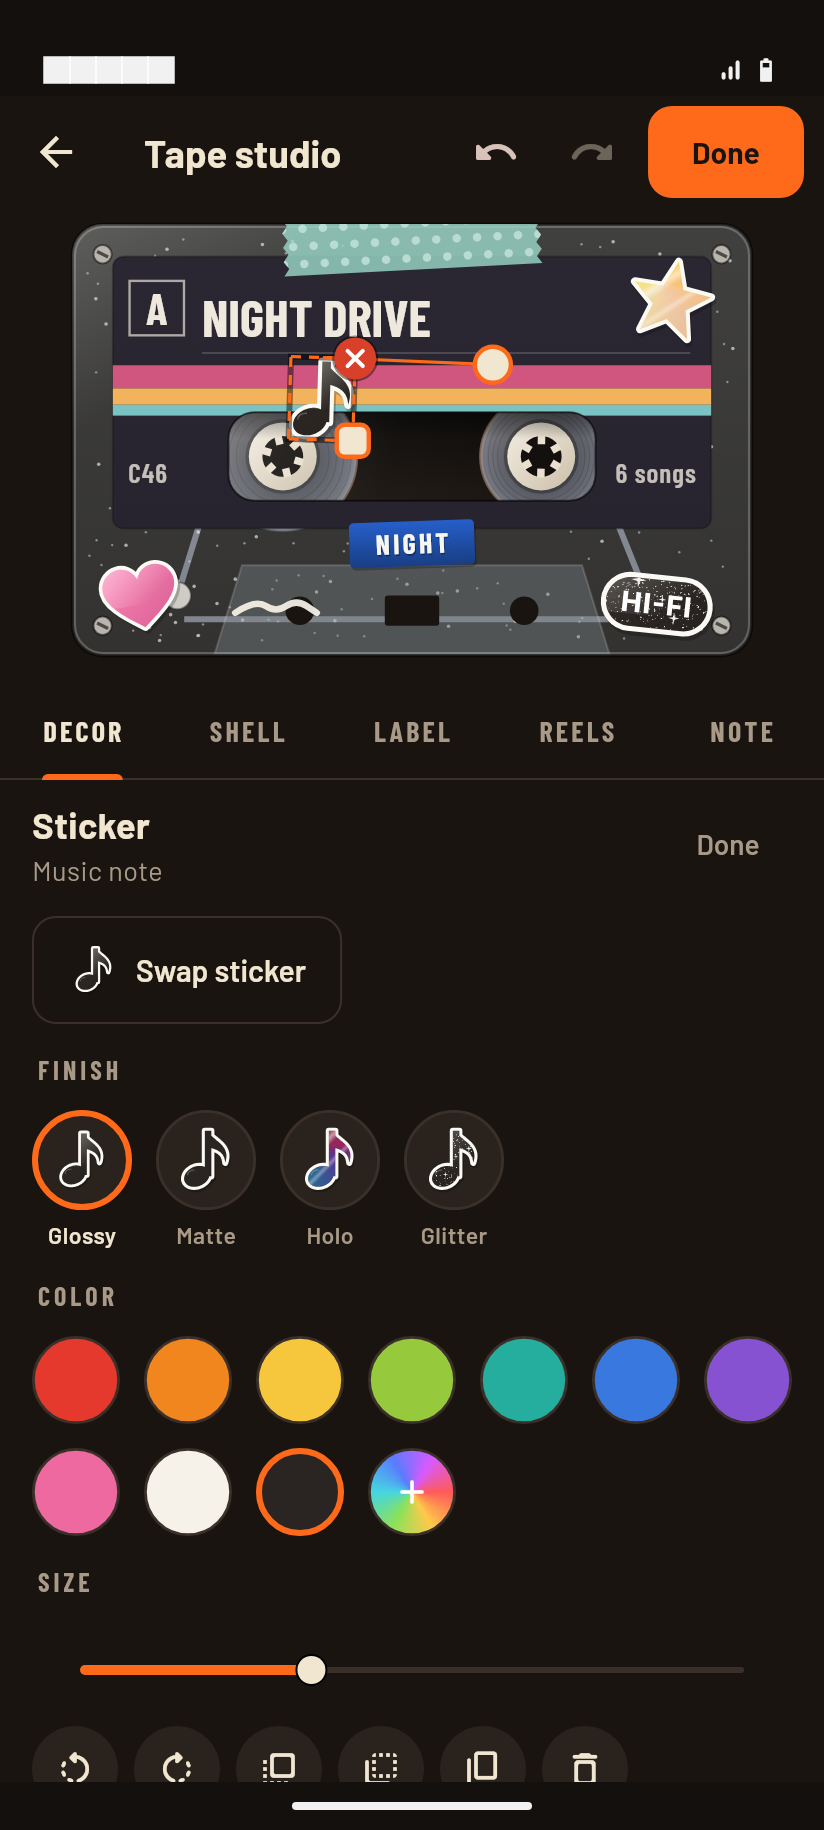 Tape studio
Done
A
NIGHT DRIVE
C46
6 songs
NIGHT
HI-FI
DECOR
SHELL
LABEL
REELS
NOTE
Sticker
Done
Music note
Swap sticker
FINISH
Glossy
Matte
Holo
Glitter
COLOR
SIZE